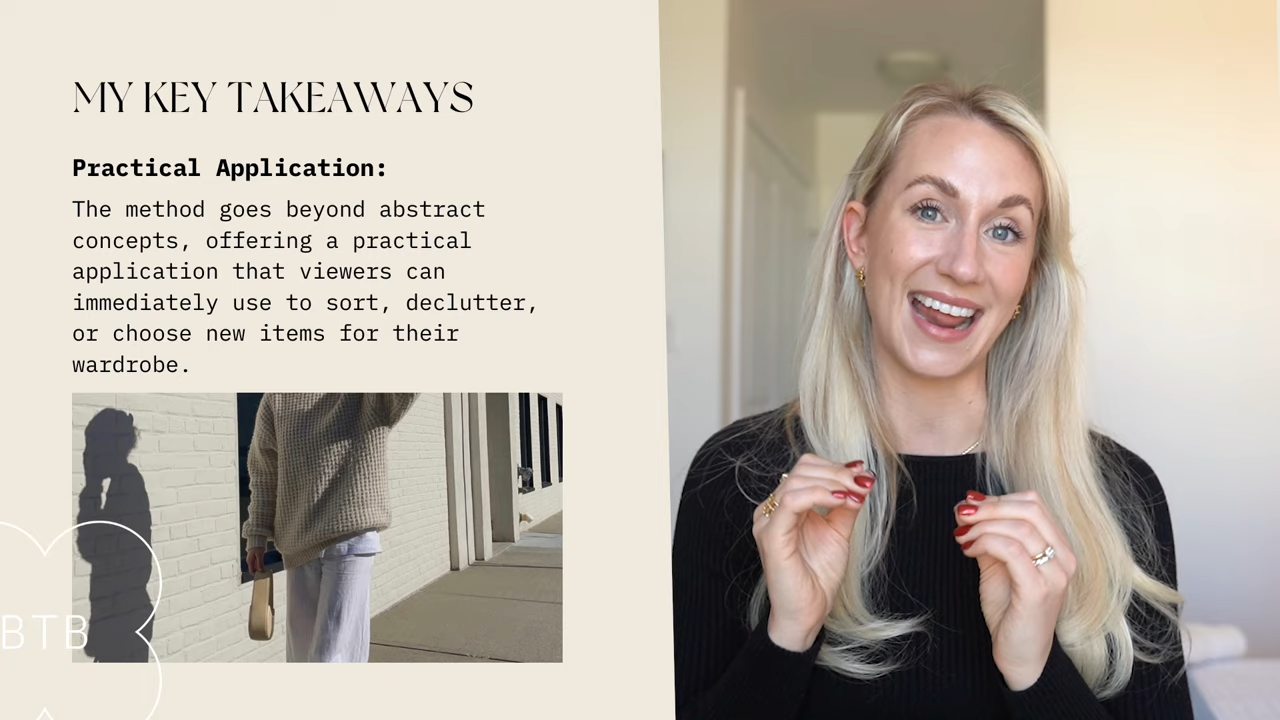 MY KEY TAKEAWAYS
Practical Application:
The method goes beyond abstract
concepts, offering a practical
application that viewers can
immediately use to sort, declutter,
or choose new items for their
wardrobe.
BTB